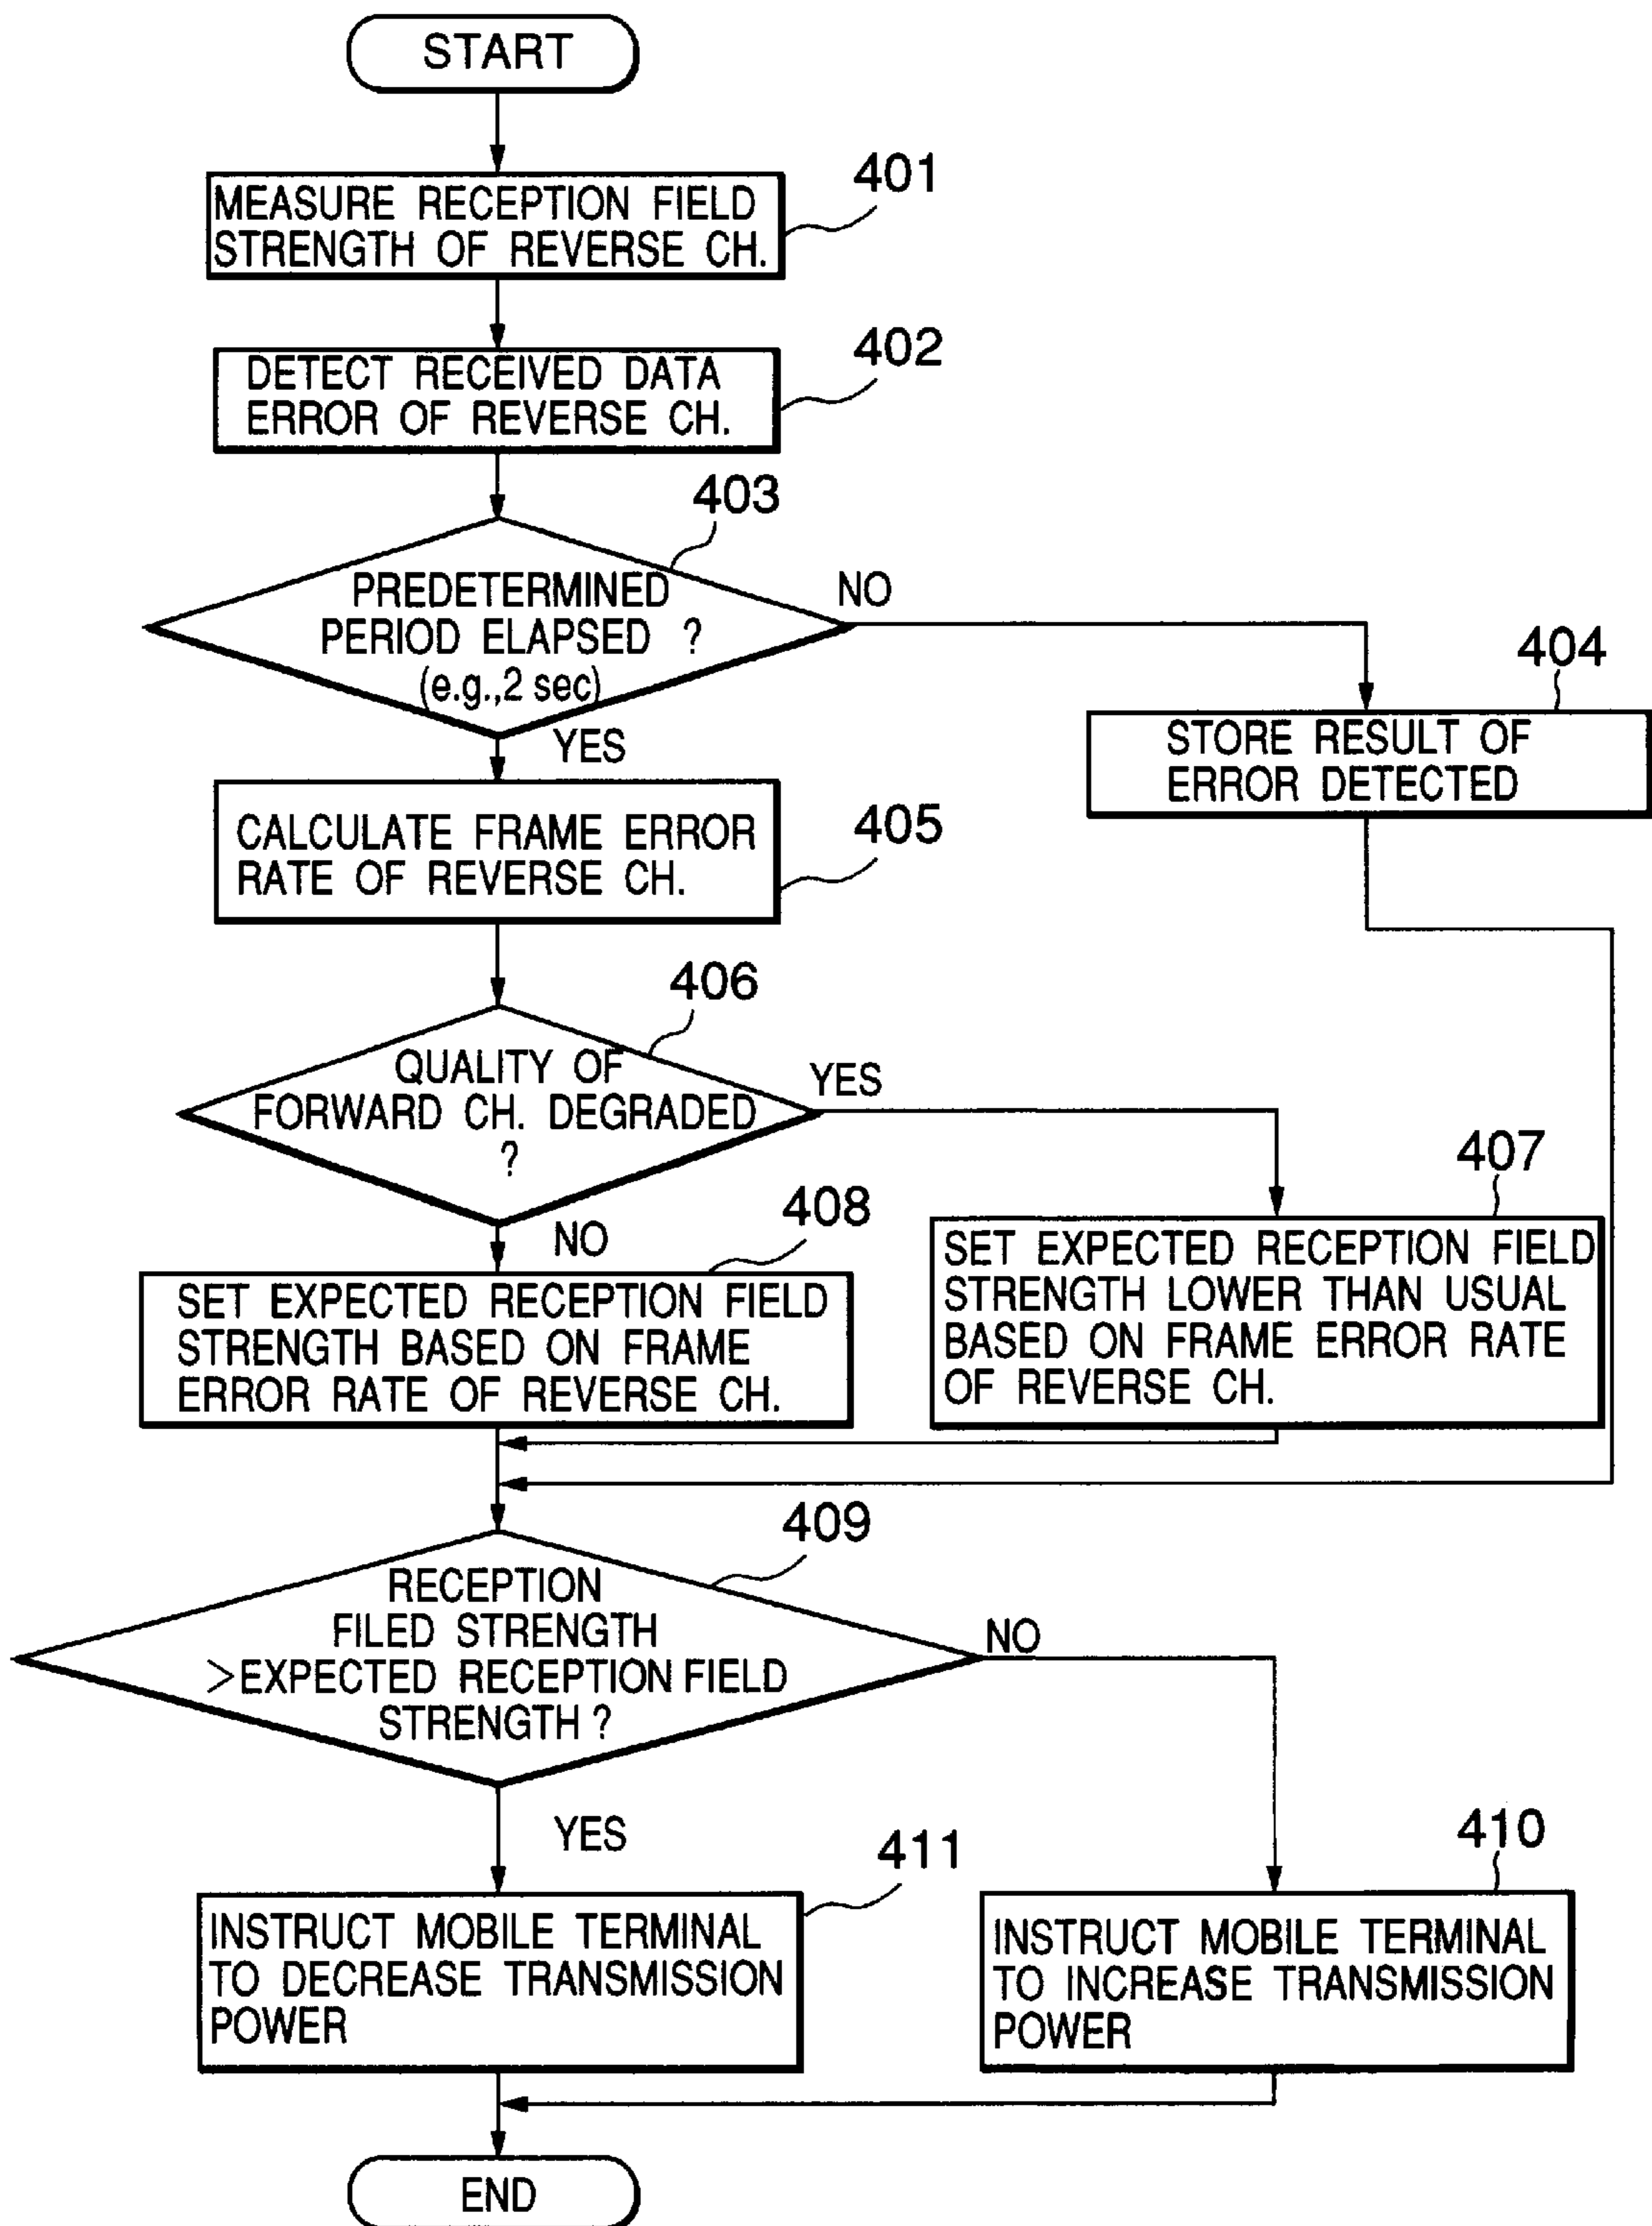 START
401
MEASURE RECEPTION FIELD
STRENGTH OF REVERSE CH.
402
DETECT RECEIVED DATA
ERROR OF REVERSE CH.
403
PREDETERMINED
PERIOD ELAPSED ?
(e.g.,2 sec)
NO
YES
404
STORE RESULT OF
ERROR DETECTED
405
CALCULATE FRAME ERROR
RATE OF REVERSE CH.
406
QUALITY OF
FORWARD CH. DEGRADED
?
YES
NO
407
SET EXPECTED RECEPTION FIELD
STRENGTH LOWER THAN USUAL
BASED ON FRAME ERROR RATE
OF REVERSE CH.
408
SET EXPECTED RECEPTION FIELD
STRENGTH BASED ON FRAME
ERROR RATE OF REVERSE CH.
409
RECEPTION
FILED STRENGTH
>EXPECTED RECEPTION FIELD
STRENGTH ?
NO
YES
410
INSTRUCT MOBILE TERMINAL
TO INCREASE TRANSMISSION
POWER
411
INSTRUCT MOBILE TERMINAL
TO DECREASE TRANSMISSION
POWER
END